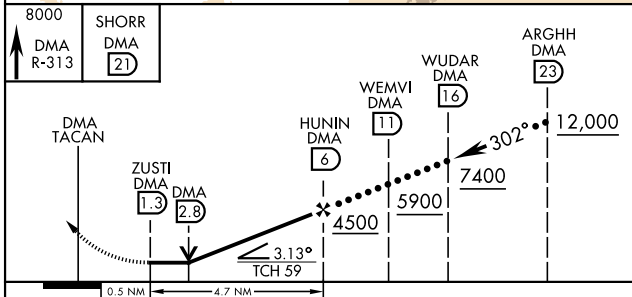 8000
DMA
R-313
SHORR
DMA
21
ARGHH
DMA
23
WUDAR
DMA
16
WEMVI
DMA
11
HUNIN
DMA
6
DMA
TACAN
ZUSTI
DMA
1.3
DMA
2.8
302°
12,000
7400
5900
4500
3.13°
TCH 59
0.5 NM
4.7 NM